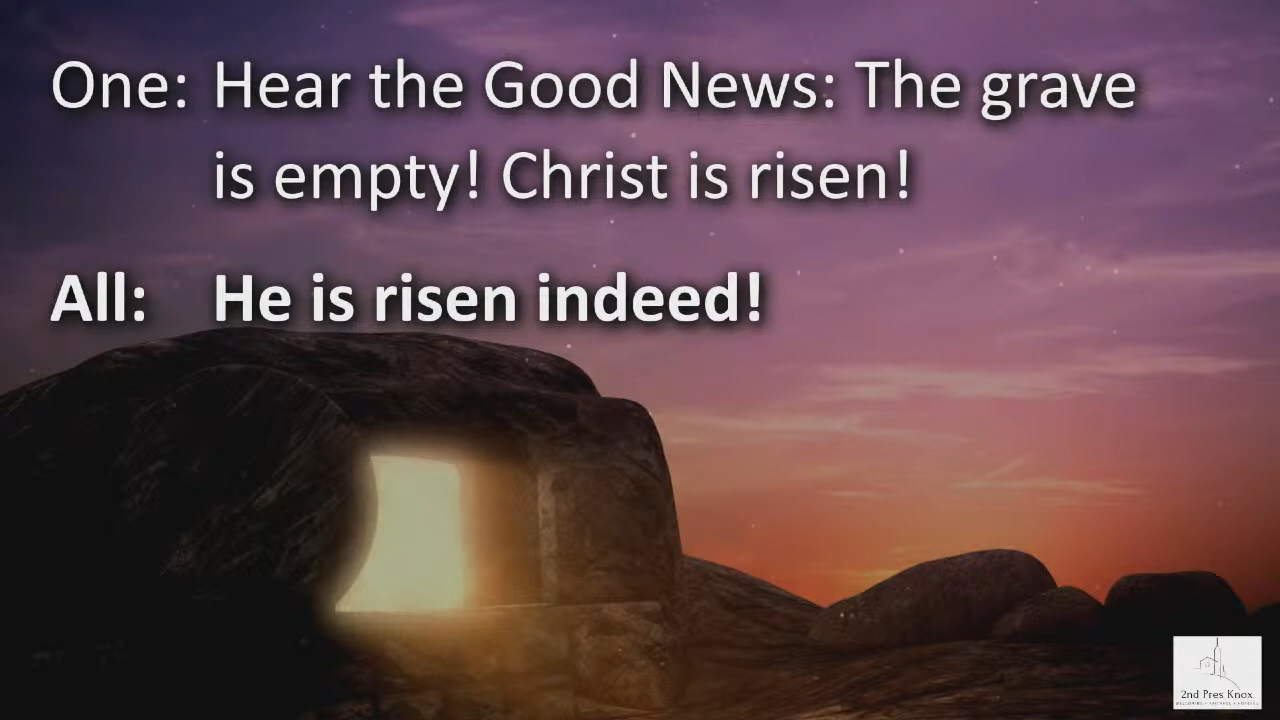 One: Hear the Good News: The grave
is empty! Christ is risen!
All: He is risen indeed!
2nd Pres Knox